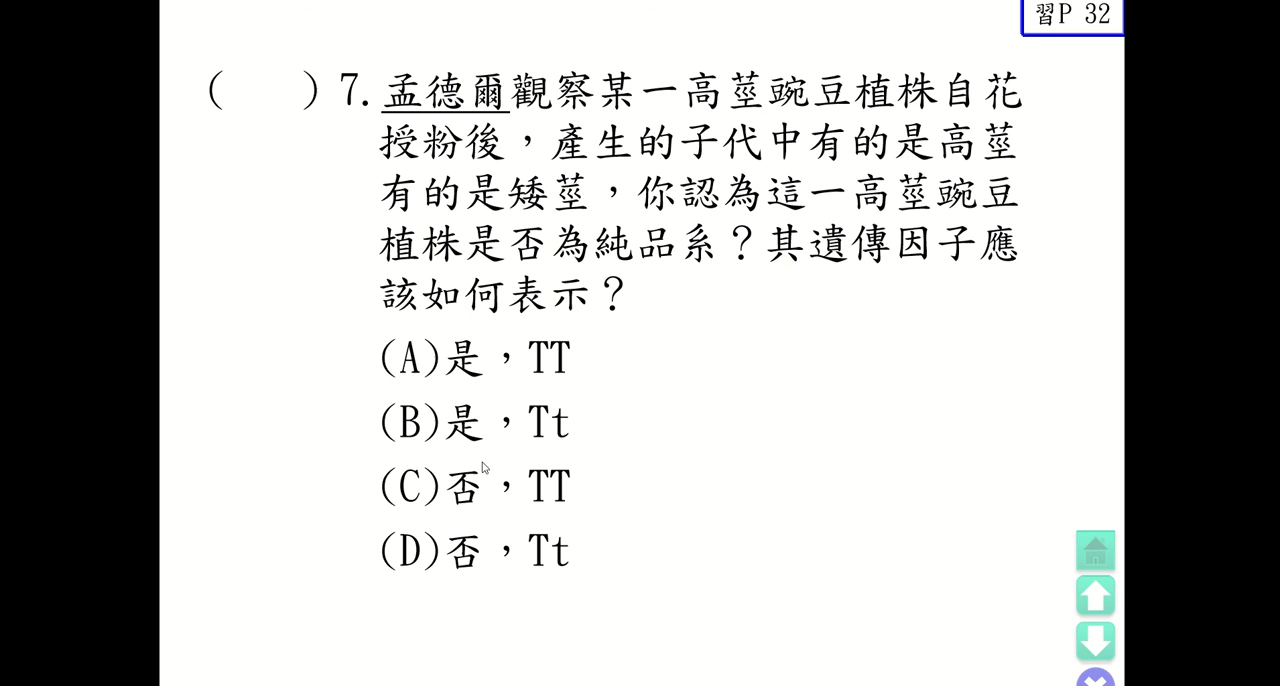 習P 32
(　　)7. 孟德爾觀察某一高莖豌豆植株自花
授粉後，產生的子代中有的是高莖
有的是矮莖，你認為這一高莖豌豆
植株是否為純品系？其遺傳因子應
該如何表示？
(A)是，TT
(B)是，Tt
(C)否，TT
(D)否，Tt